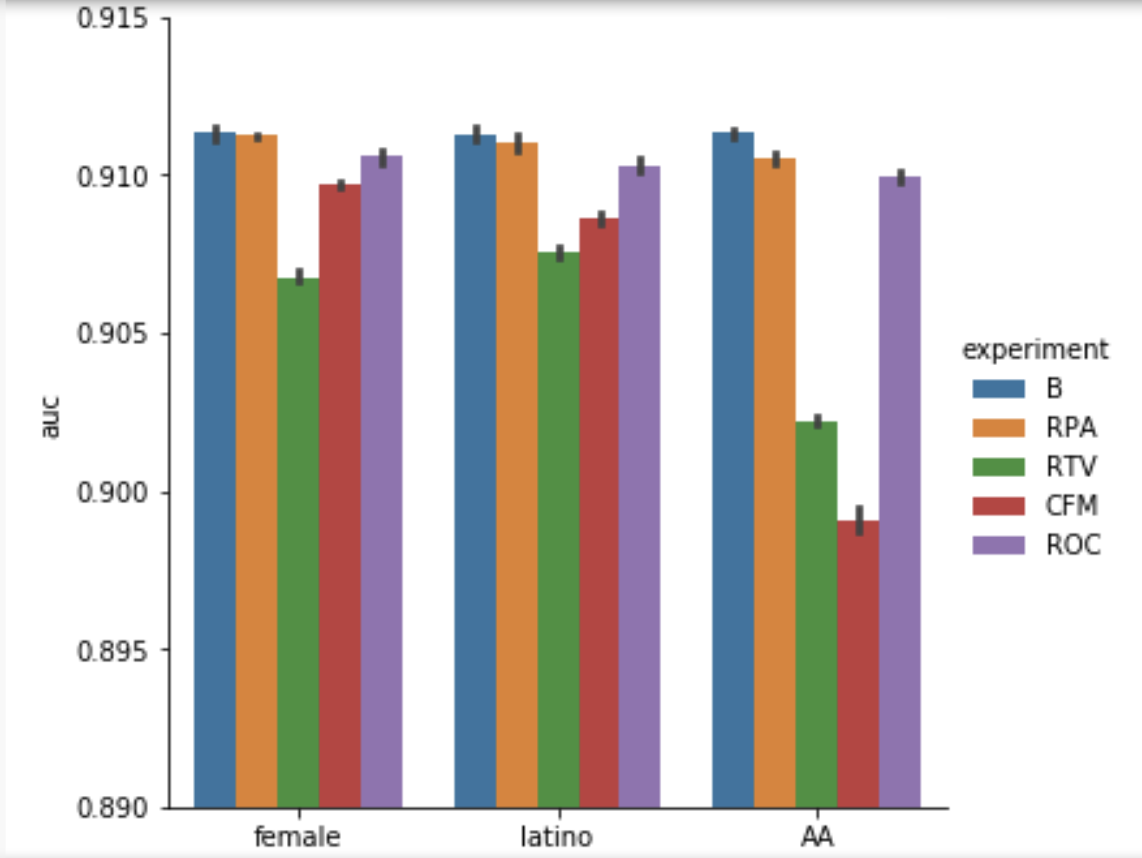 0.915
0.910
0.905
0.900
0.895
0.890
auc
female
latino
AA
experiment
B
RPA
RTV
CFM
ROC